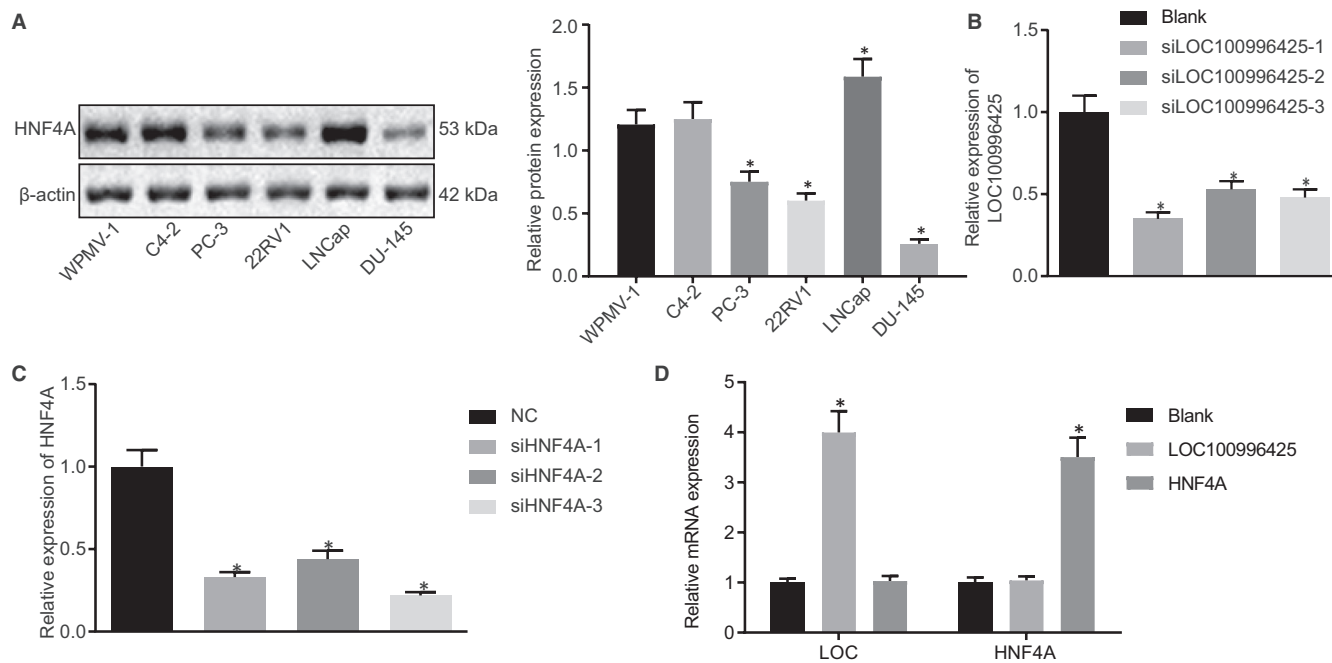 A
HNF4A
53 kDa
β-actin
42 kDa
WPMV-1
C4-2
PC-3
22RV1
LNCap
DU-145
Relative protein expression
2.0
1.5
1.0
0.5
0.0
*
*
*
*
WPMV-1
C4-2
PC-3
22RV1
LNCap
DU-145
B
Relative expression of
LOC100996425
1.5
1.0
0.5
0.0
*
*
*
Blank
siLOC100996425-1
siLOC100996425-2
siLOC100996425-3
C
Relative expression of HNF4A
1.5
1.0
0.5
0.0
*
*
*
NC
siHNF4A-1
siHNF4A-2
siHNF4A-3
D
Relative mRNA expression
5
4
3
2
1
0
*
*
LOC
HNF4A
Blank
LOC100996425
HNF4A